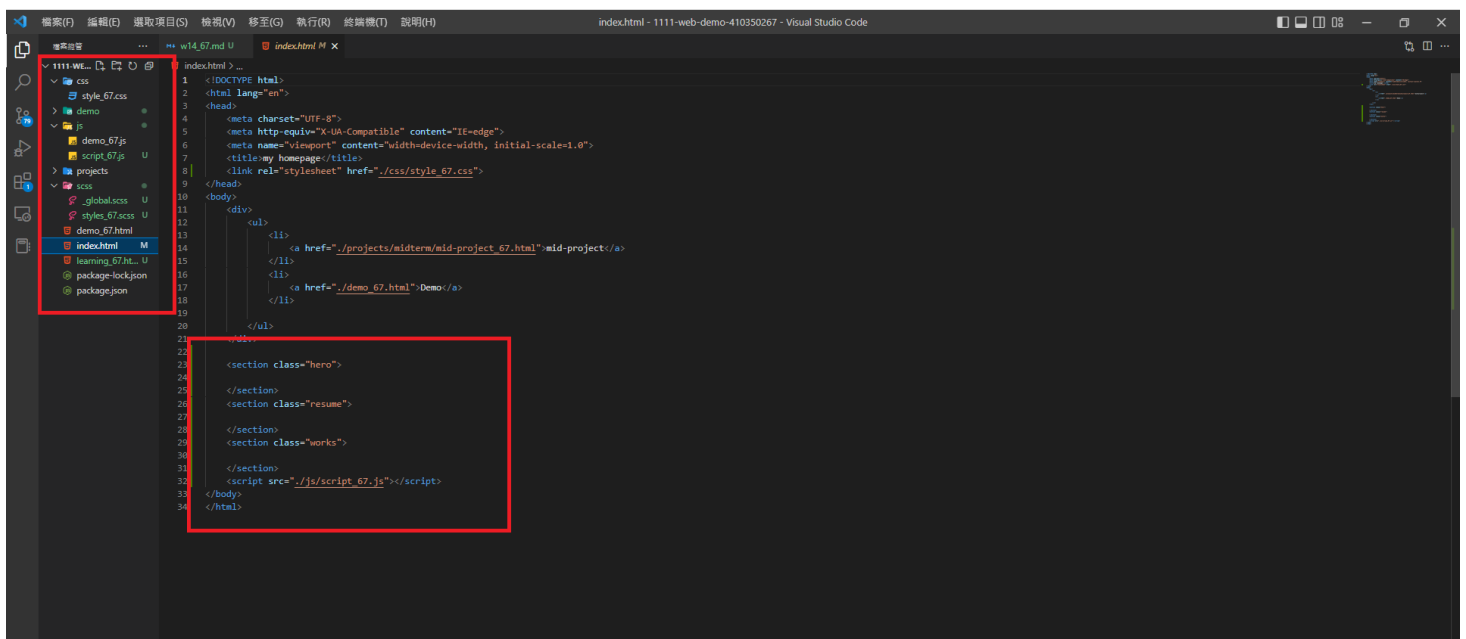 檔案(F) 編輯(E) 選取項目(S) 檢視(V) 移至(G) 執行(R) 終端機(T) 說明(H) index.html - 1111-web-demo-410350267 - Visual Studio Code
檔案總管 ... w14_67.md U index.html M ×
1111-WE...
css
style_67.css
demo
js
demo_67.js
script_67.js U
projects
scss
_global.scss U
styles_67.scss U
demo_67.html
index.html M
learning_67.ht... U
package-lock.json
package.json
79
1
index.html > ...
1 <!DOCTYPE html>
2 <html lang="en">
3 <head>
4 <meta charset="UTF-8">
5 <meta http-equiv="X-UA-Compatible" content="IE=edge">
6 <meta name="viewport" content="width=device-width, initial-scale=1.0">
7 <title>my homepage</title>
8 <link rel="stylesheet" href="./css/style_67.css">
9 </head>
10 <body>
11 <div>
12 <ul>
13 <li>
14 <a href="./projects/midterm/mid-project_67.html">mid-project</a>
15 </li>
16 <li>
17 <a href="./demo_67.html">Demo</a>
18 </li>
19
20 </ul>
21 </div>
22
23 <section class="hero">
24
25 </section>
26 <section class="resume">
27
28 </section>
29 <section class="works">
30
31 </section>
32 <script src="./js/script_67.js"></script>
33 </body>
34 </html>